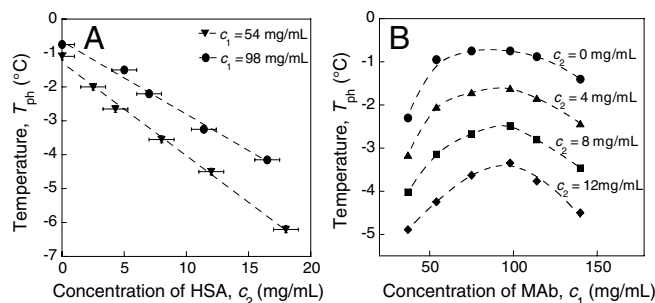 A
c₁ = 54 mg/mL
c₁ = 98 mg/mL
Temperature, Tph (°C)
0
-1
-2
-3
-4
-5
-6
-7
0
5
10
15
20
Concentration of HSA, c₂ (mg/mL)
B
c₂ = 0 mg/mL
c₂ = 4 mg/mL
c₂ = 8 mg/mL
c₂ = 12mg/mL
Temperature, Tph (°C)
0
-1
-2
-3
-4
-5
50
100
150
Concentration of MAb, c₁ (mg/mL)